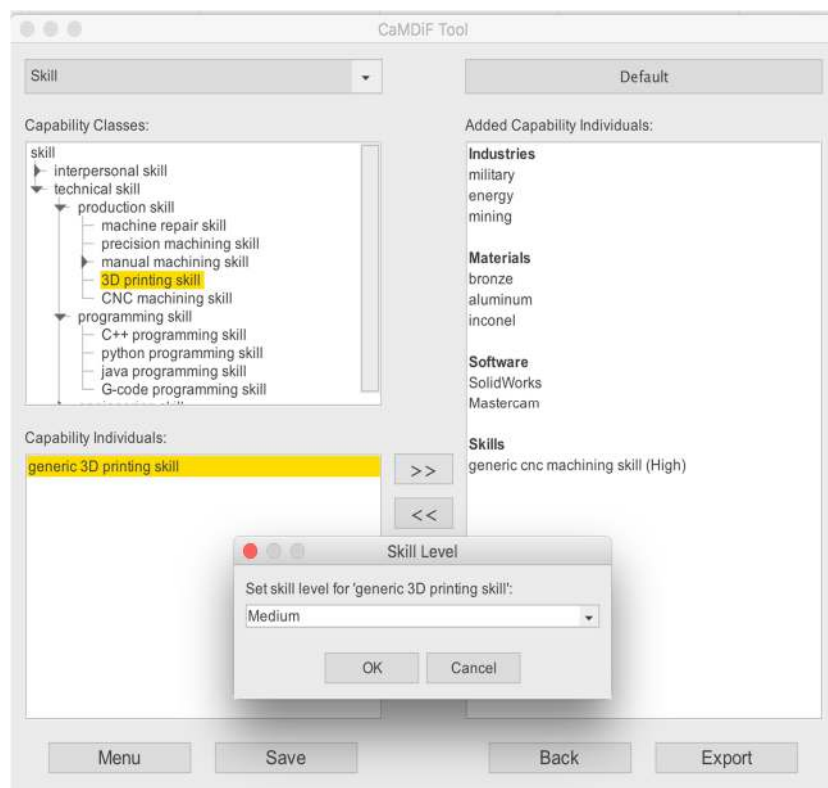 CaMDiF Tool
Skill
Default
Capability Classes:
skill
interpersonal skill
technical skill
production skill
machine repair skill
precision machining skill
manual machining skill
3D printing skill
CNC machining skill
programming skill
C++ programming skill
python programming skill
java programming skill
G-code programming skill
Added Capability Individuals:
Industries
military
energy
mining
Materials
bronze
aluminum
inconel
Software
SolidWorks
Mastercam
Skills
generic cnc machining skill (High)
Capability Individuals:
generic 3D printing skill
>>
<<
Skill Level
Set skill level for 'generic 3D printing skill':
Medium
OK
Cancel
Menu
Save
Back
Export